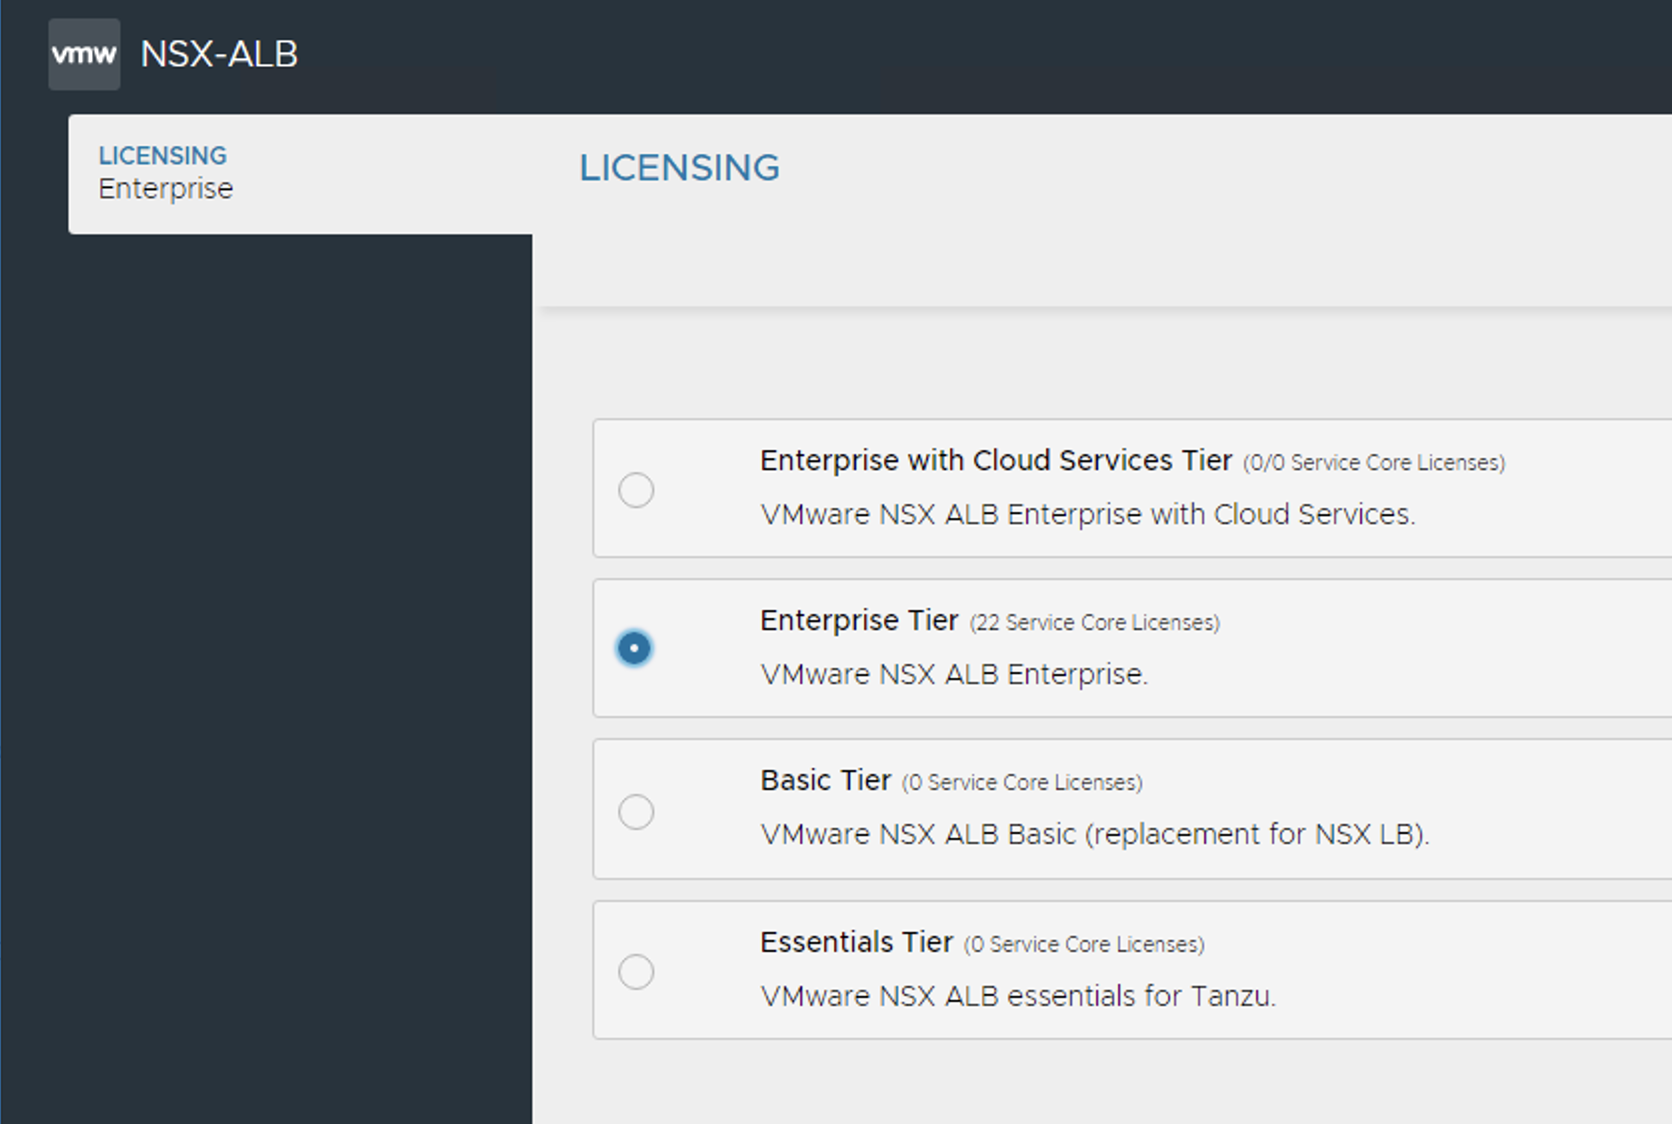 vmw NSX-ALB
LICENSING
Enterprise
LICENSING
Enterprise with Cloud Services Tier (0/0 Service Core Licenses)
VMware NSX ALB Enterprise with Cloud Services.
Enterprise Tier (22 Service Core Licenses)
VMware NSX ALB Enterprise.
Basic Tier (0 Service Core Licenses)
VMware NSX ALB Basic (replacement for NSX LB).
Essentials Tier (0 Service Core Licenses)
VMware NSX ALB essentials for Tanzu.